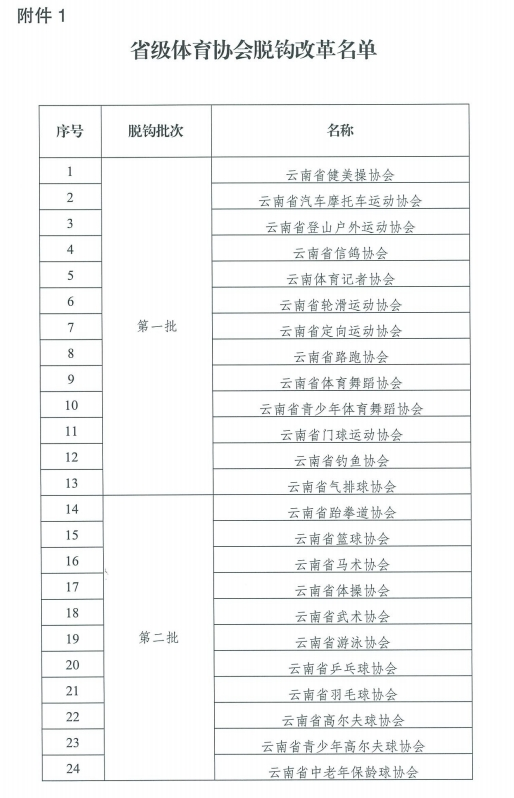 附件1
省级体育协会脱钩改革名单
序号 脱钩批次 名称
1 云南省健美操协会
2 云南省汽车摩托车运动协会
3 云南省登山户外运动协会
4 云南省信鸽协会
5 云南体育记者协会
6 云南省轮滑运动协会
7 第一批 云南省定向运动协会
8 云南省路跑协会
9 云南省体育舞蹈协会
10 云南省青少年体育舞蹈协会
11 云南省门球运动协会
12 云南省钓鱼协会
13 云南省气排球协会
14 云南省跆拳道协会
15 云南省篮球协会
16 云南省马术协会
17 云南省体操协会
18 云南省武术协会
19 第二批 云南省游泳协会
20 云南省乒乓球协会
21 云南省羽毛球协会
22 云南省高尔夫球协会
23 云南省青少年高尔夫球协会
24 云南省中老年保龄球协会